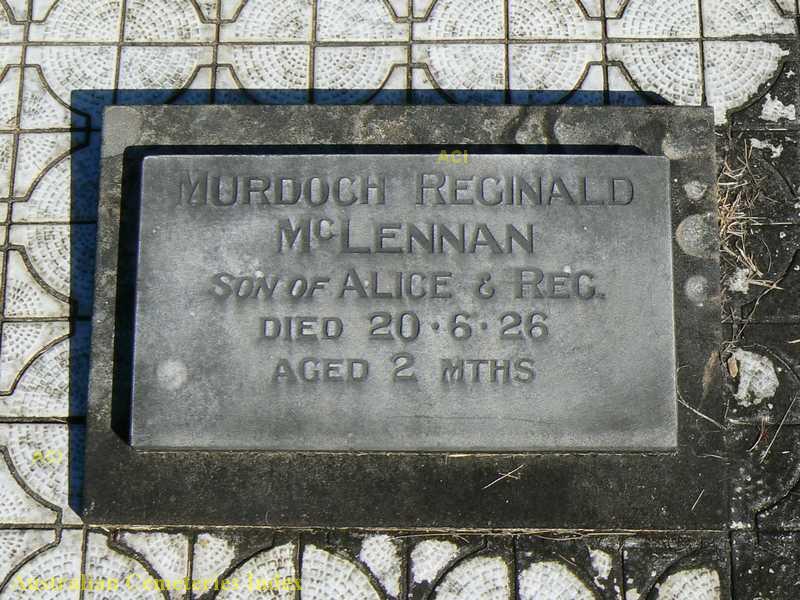 ACI
MURDOCH REGINALD
McLENNAN
SON OF ALICE & REG.
DIED 20·6·26
AGED 2 MTHS
ACI
Australian Cemeteries Index